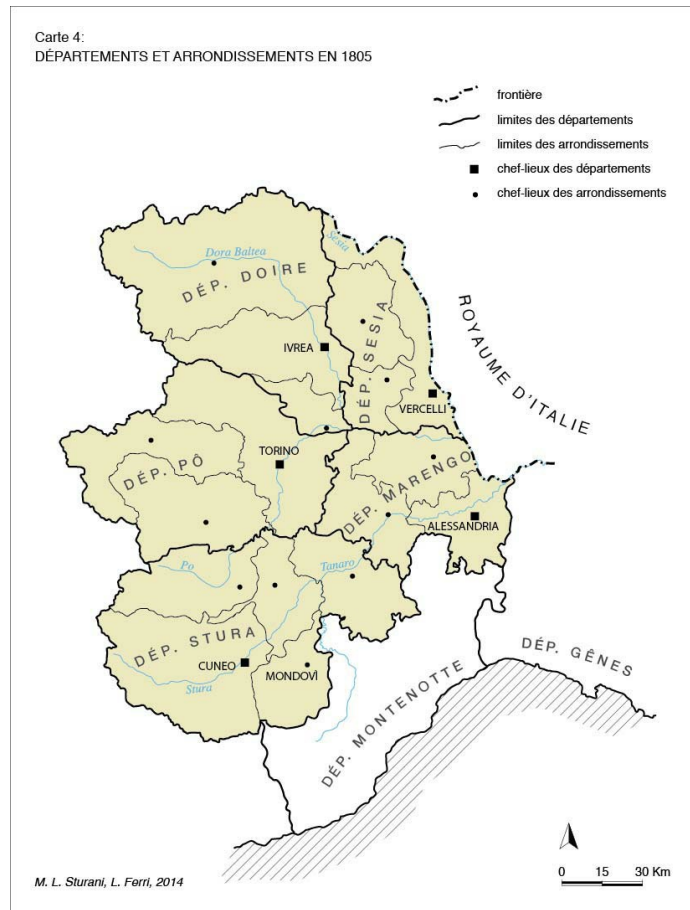 Carte 4:
DÉPARTEMENTS ET ARRONDISSEMENTS EN 1805
frontière
limites des départements
limites des arrondissements
chef-lieux des départements
chef-lieux des arrondissements
Dora Baltea
Sesia
DÉP. DOIRE
DÉP. SESIA
ROYAUME D'ITALIE
IVREA
VERCELLI
TORINO
DÉP. PÔ
DÉP. MARENGO
ALESSANDRIA
Po
Tanaro
DÉP. STURA
CUNEO
MONDOVÌ
Stura
DÉP. MONTENOTTE
DÉP. GÊNES
M. L. Sturani, L. Ferri, 2014
0 15 30 Km